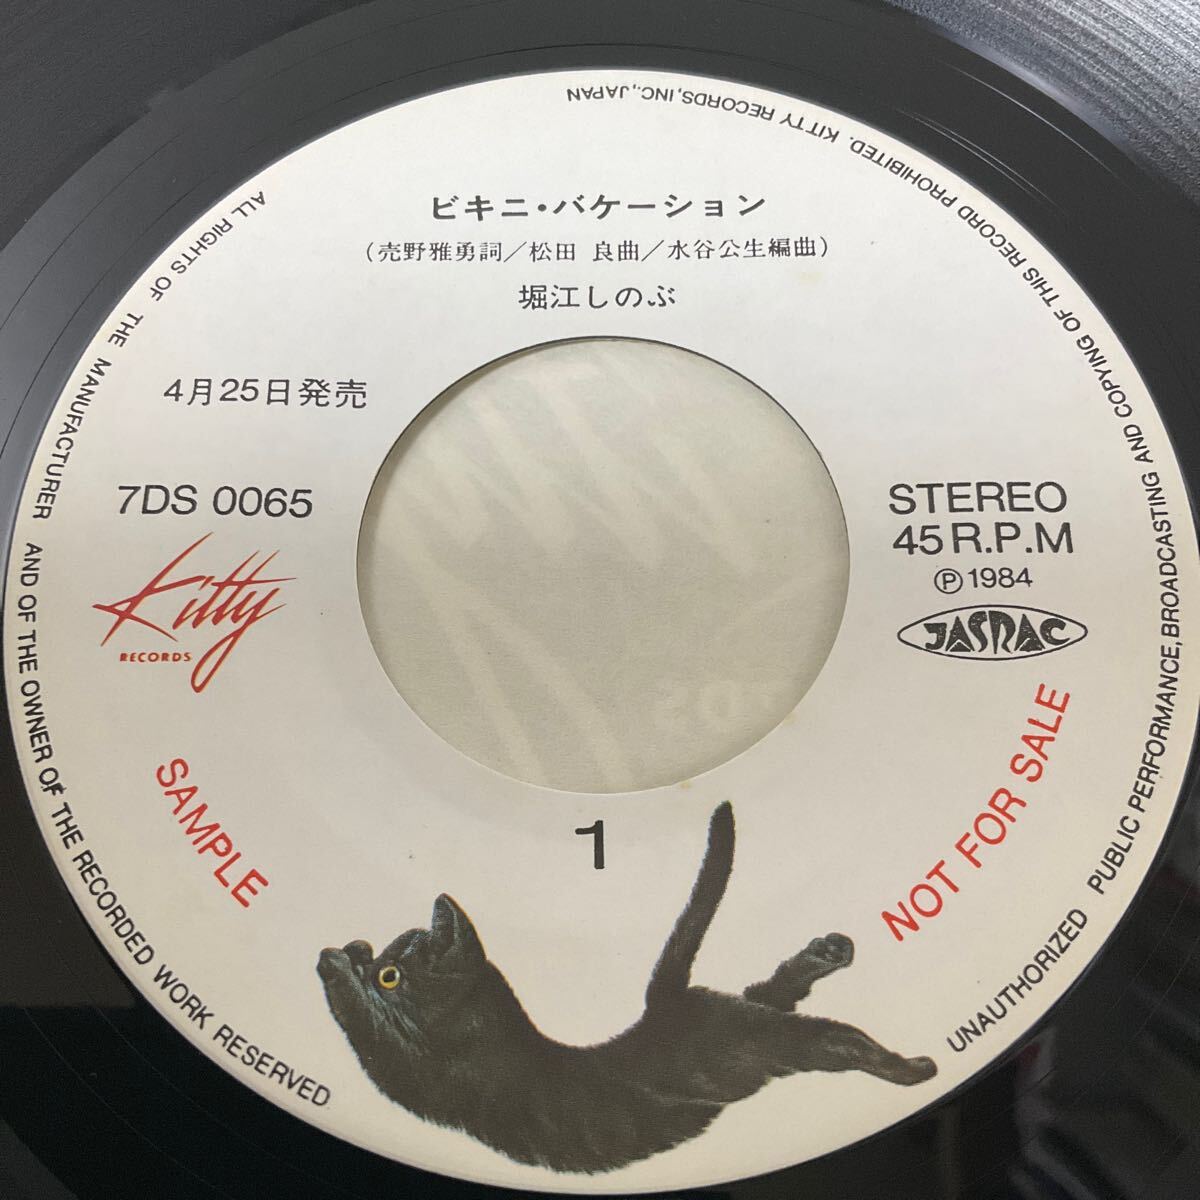 ビキニ・バケーション
(売野雅勇詞/松田 良曲/水谷公生編曲)
堀江しのぶ
4月25日発売
7DS 0065
Kitty
RECORDS
STEREO
45 R.P.M
Ⓟ1984
JASRAC
SAMPLE
NOT FOR SALE
1
ALL RIGHTS OF THE MANUFACTURER AND OF THE OWNER OF THE RECORDED WORK RESERVED
UNAUTHORIZED PUBLIC PERFORMANCE, BROADCASTING AND COPYING OF THIS RECORD PROHIBITED. KITTY RECORDS, INC., JAPAN